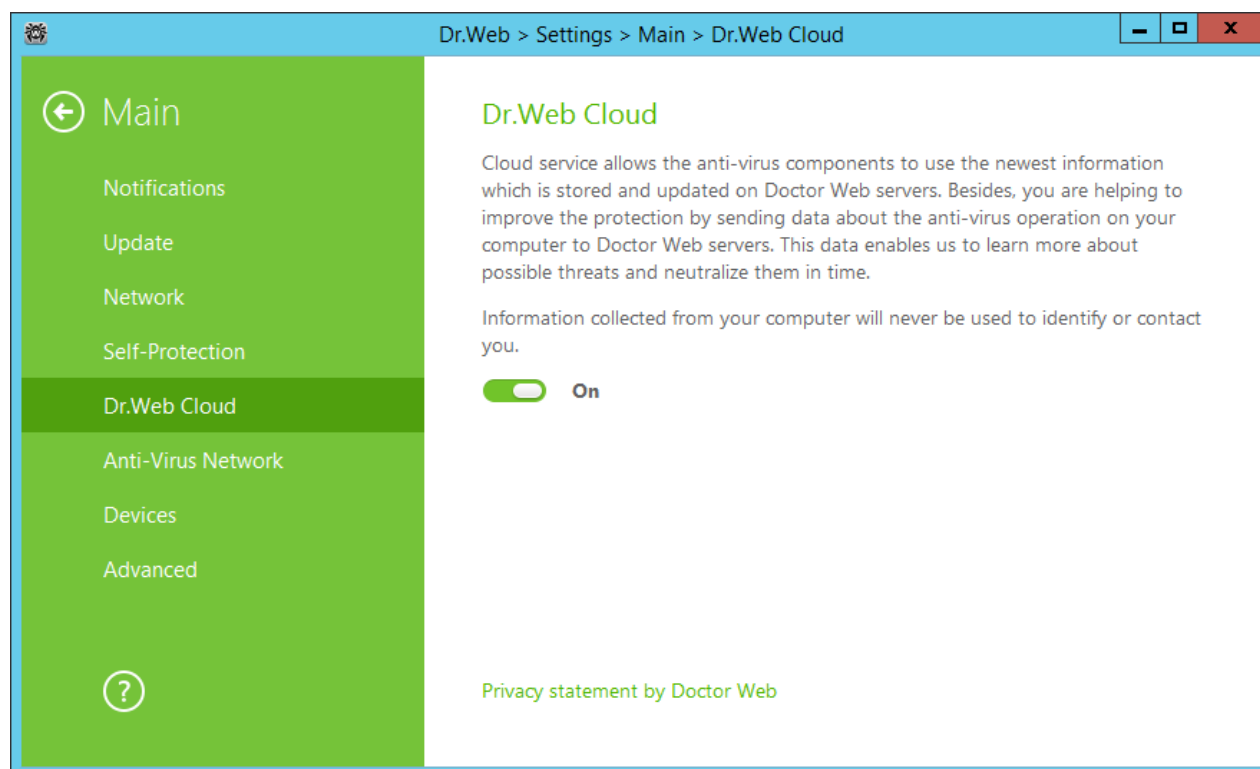 Dr.Web > Settings > Main > Dr.Web Cloud
Main
Notifications
Update
Network
Self-Protection
Dr.Web Cloud
Anti-Virus Network
Devices
Advanced
?
Dr.Web Cloud
Cloud service allows the anti-virus components to use the newest information
which is stored and updated on Doctor Web servers. Besides, you are helping to
improve the protection by sending data about the anti-virus operation on your
computer to Doctor Web servers. This data enables us to learn more about
possible threats and neutralize them in time.
Information collected from your computer will never be used to identify or contact
you.
On
Privacy statement by Doctor Web